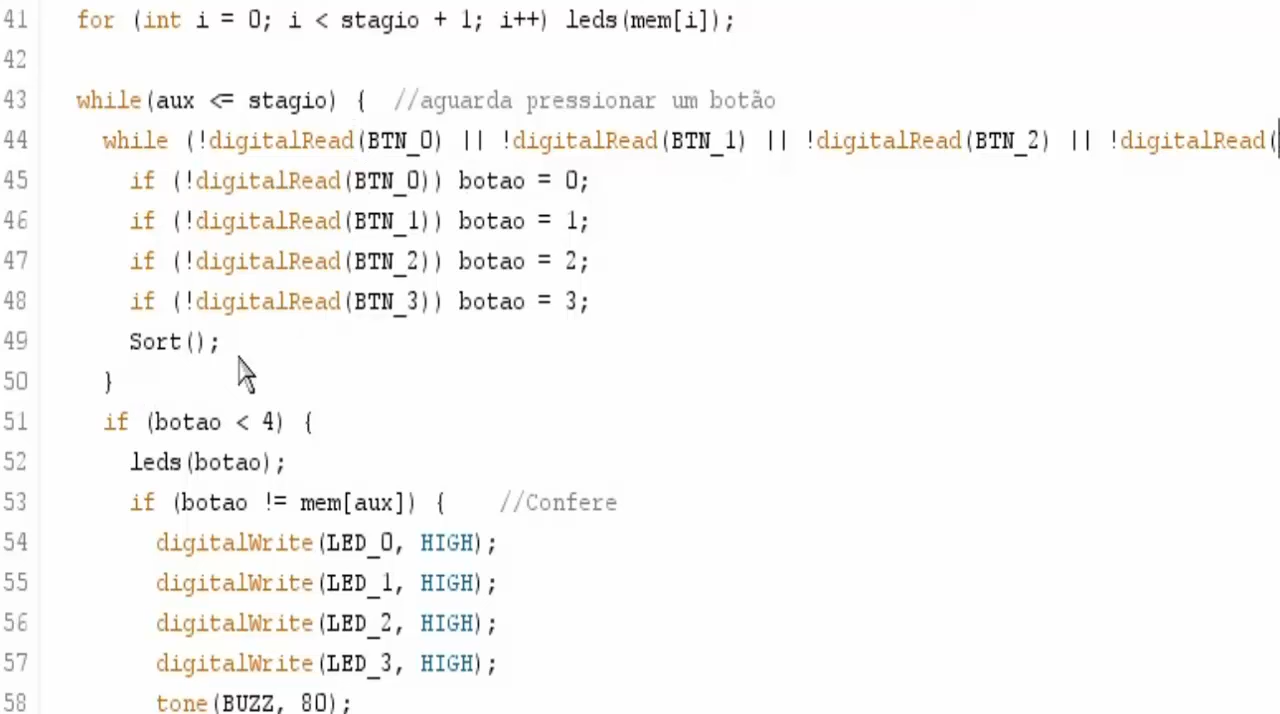 41 for (int i = 0; i < stagio + 1; i++) leds(mem[i]);
42
43 while(aux <= stagio) { //aguarda pressionar um botão
44 while (!digitalRead(BTN_0) || !digitalRead(BTN_1) || !digitalRead(BTN_2) || !digitalRead(
45 if (!digitalRead(BTN_0)) botao = 0;
46 if (!digitalRead(BTN_1)) botao = 1;
47 if (!digitalRead(BTN_2)) botao = 2;
48 if (!digitalRead(BTN_3)) botao = 3;
49 Sort();
50 }
51 if (botao < 4) {
52 leds(botao);
53 if (botao != mem[aux]) { //Confere
54 digitalWrite(LED_0, HIGH);
55 digitalWrite(LED_1, HIGH);
56 digitalWrite(LED_2, HIGH);
57 digitalWrite(LED_3, HIGH);
58 tone(BUZZ, 80);